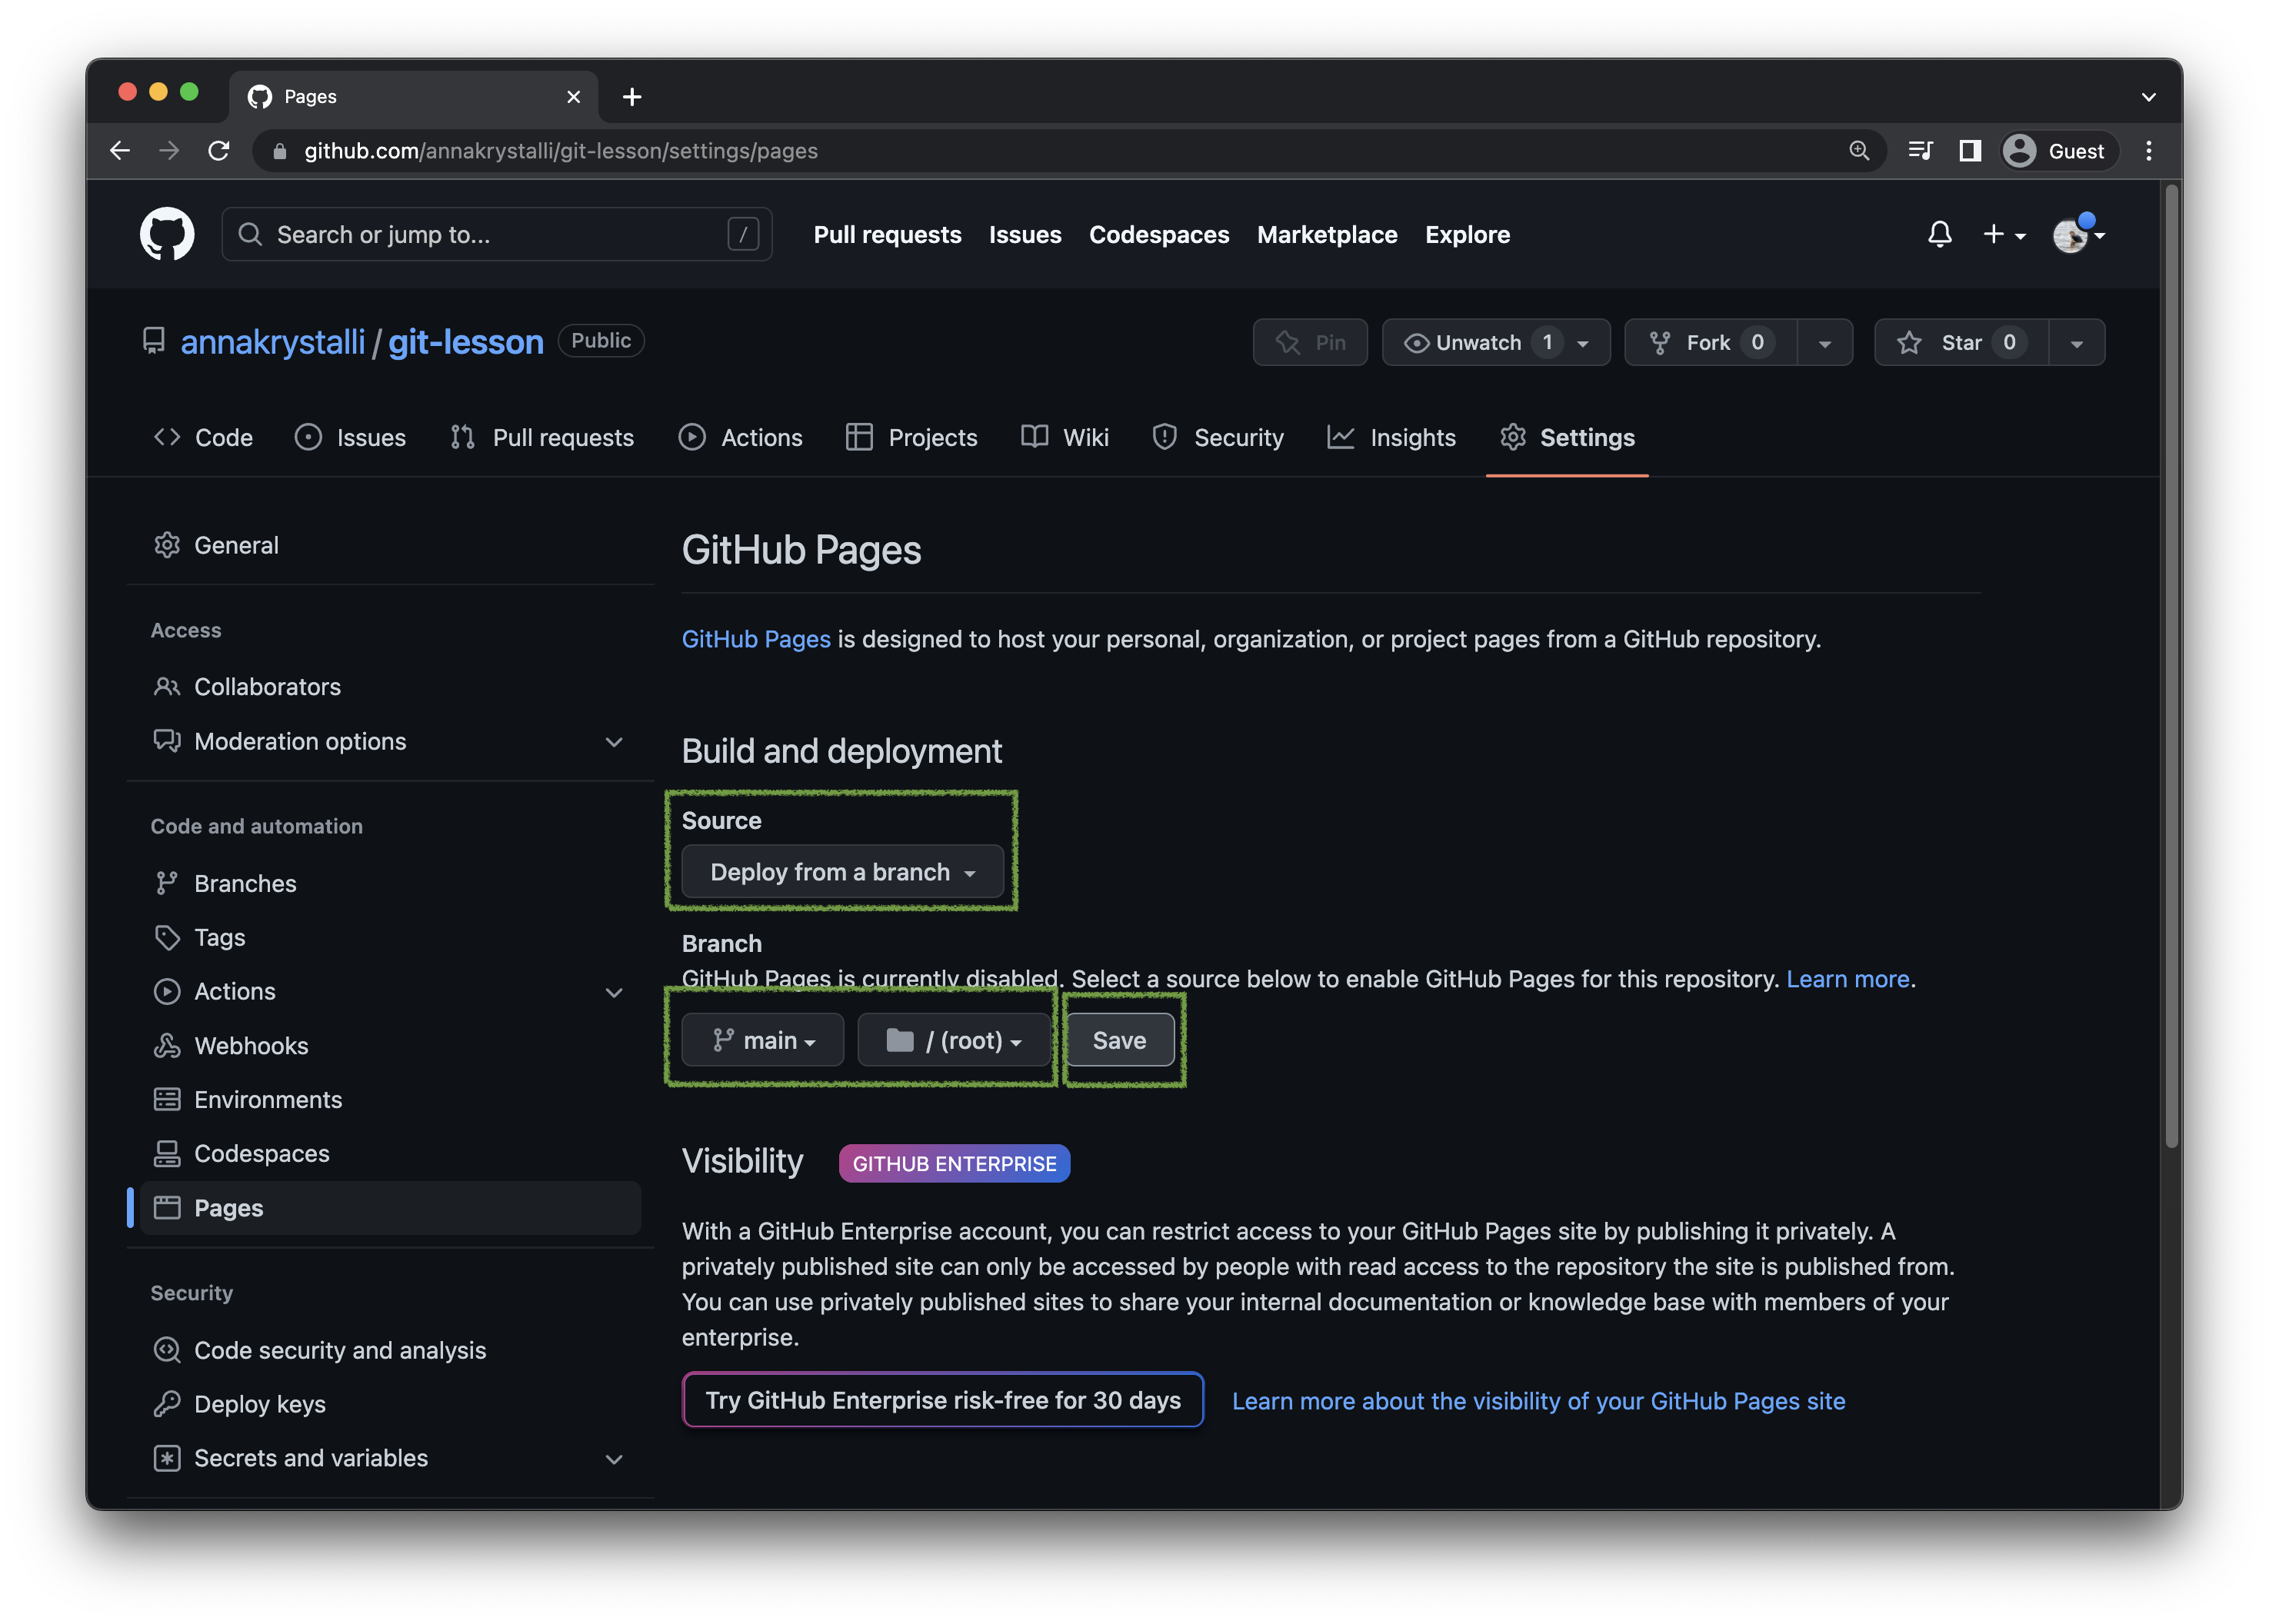 Pages
github.com/annakrystalli/git-lesson/settings/pages
Guest
Search or jump to...
/
Pull requests
Issues
Codespaces
Marketplace
Explore
annakrystalli / git-lesson
Public
Pin
Unwatch 1
Fork 0
Star 0
Code
Issues
Pull requests
Actions
Projects
Wiki
Security
Insights
Settings
General
Access
Collaborators
Moderation options
Code and automation
Branches
Tags
Actions
Webhooks
Environments
Codespaces
Pages
Security
Code security and analysis
Deploy keys
Secrets and variables
GitHub Pages
GitHub Pages is designed to host your personal, organization, or project pages from a GitHub repository.
Build and deployment
Source
Deploy from a branch
Branch
GitHub Pages is currently disabled. Select a source below to enable GitHub Pages for this repository. Learn more.
main
/ (root)
Save
Visibility
GITHUB ENTERPRISE
With a GitHub Enterprise account, you can restrict access to your GitHub Pages site by publishing it privately. A
privately published site can only be accessed by people with read access to the repository the site is published from.
You can use privately published sites to share your internal documentation or knowledge base with members of your
enterprise.
Try GitHub Enterprise risk-free for 30 days
Learn more about the visibility of your GitHub Pages site